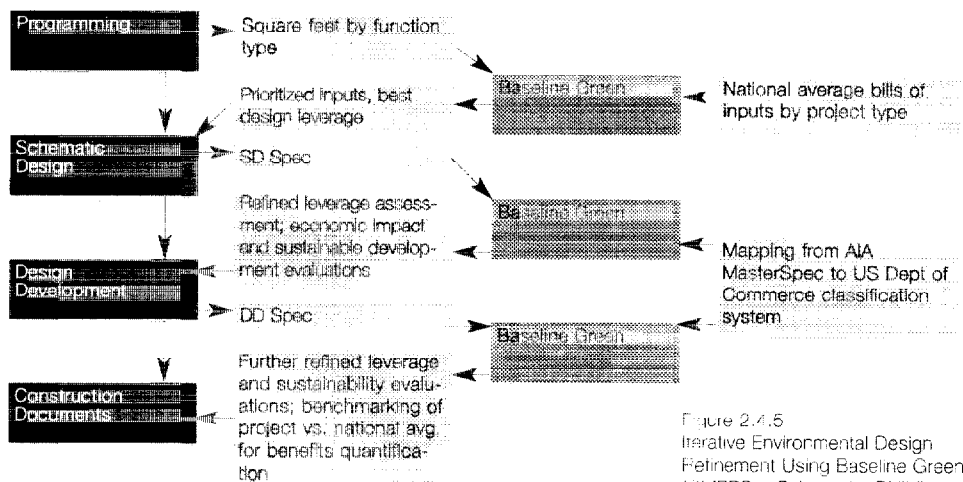 Programming
Square feet by function
type
Baseline Green
National average bills of
inputs by project type
Prioritized inputs, best
design leverage
Schematic
Design
SD Spec
Baseline Green
Refined leverage assess-
ment; economic impact
and sustainable develop-
ment evaluations
Mapping from AIA
MasterSpec to US Dept of
Commerce classification
system
Design
Development
DD Spec
Baseline Green
Further refined leverage
and sustainability evalu-
ations; benchmarking of
project vs. national avg.
for benefits quantifica-
tion
Construction
Documents
Figure 2.4.5
Iterative Environmental Design
Refinement Using Baseline Green